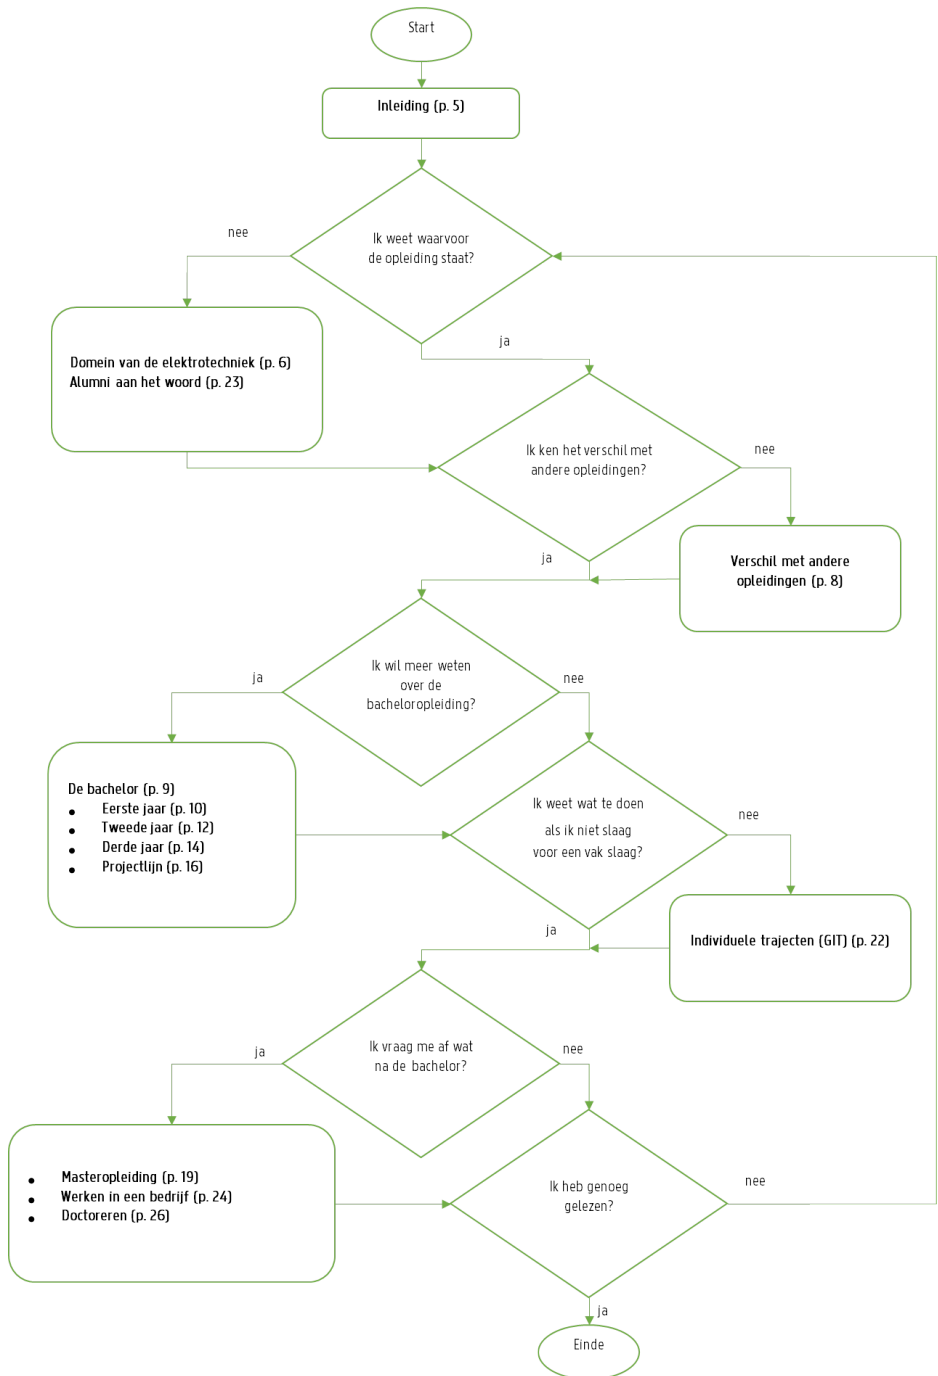 Start
Inleiding (p. 5)
nee
Ik weet waarvoor
de opleiding staat?
ja
Domein van de elektrotechniek (p. 6)
Alumni aan het woord (p. 23)
Ik ken het verschil met
andere opleidingen?
nee
ja
Verschil met andere
opleidingen (p. 8)
ja
Ik wil meer weten
over de
bacheloropleiding?
nee
De bachelor (p. 9)
• Eerste jaar (p. 10)
• Tweede jaar (p. 12)
• Derde jaar (p. 14)
• Projectlijn (p. 16)
Ik weet wat te doen
als ik niet slaag
voor een vak slaag?
nee
ja
Individuele trajecten (GIT) (p. 22)
ja
Ik vraag me af wat
na de bachelor?
nee
• Masteropleiding (p. 19)
• Werken in een bedrijf (p. 24)
• Doctoreren (p. 26)
Ik heb genoeg
gelezen?
nee
ja
Einde